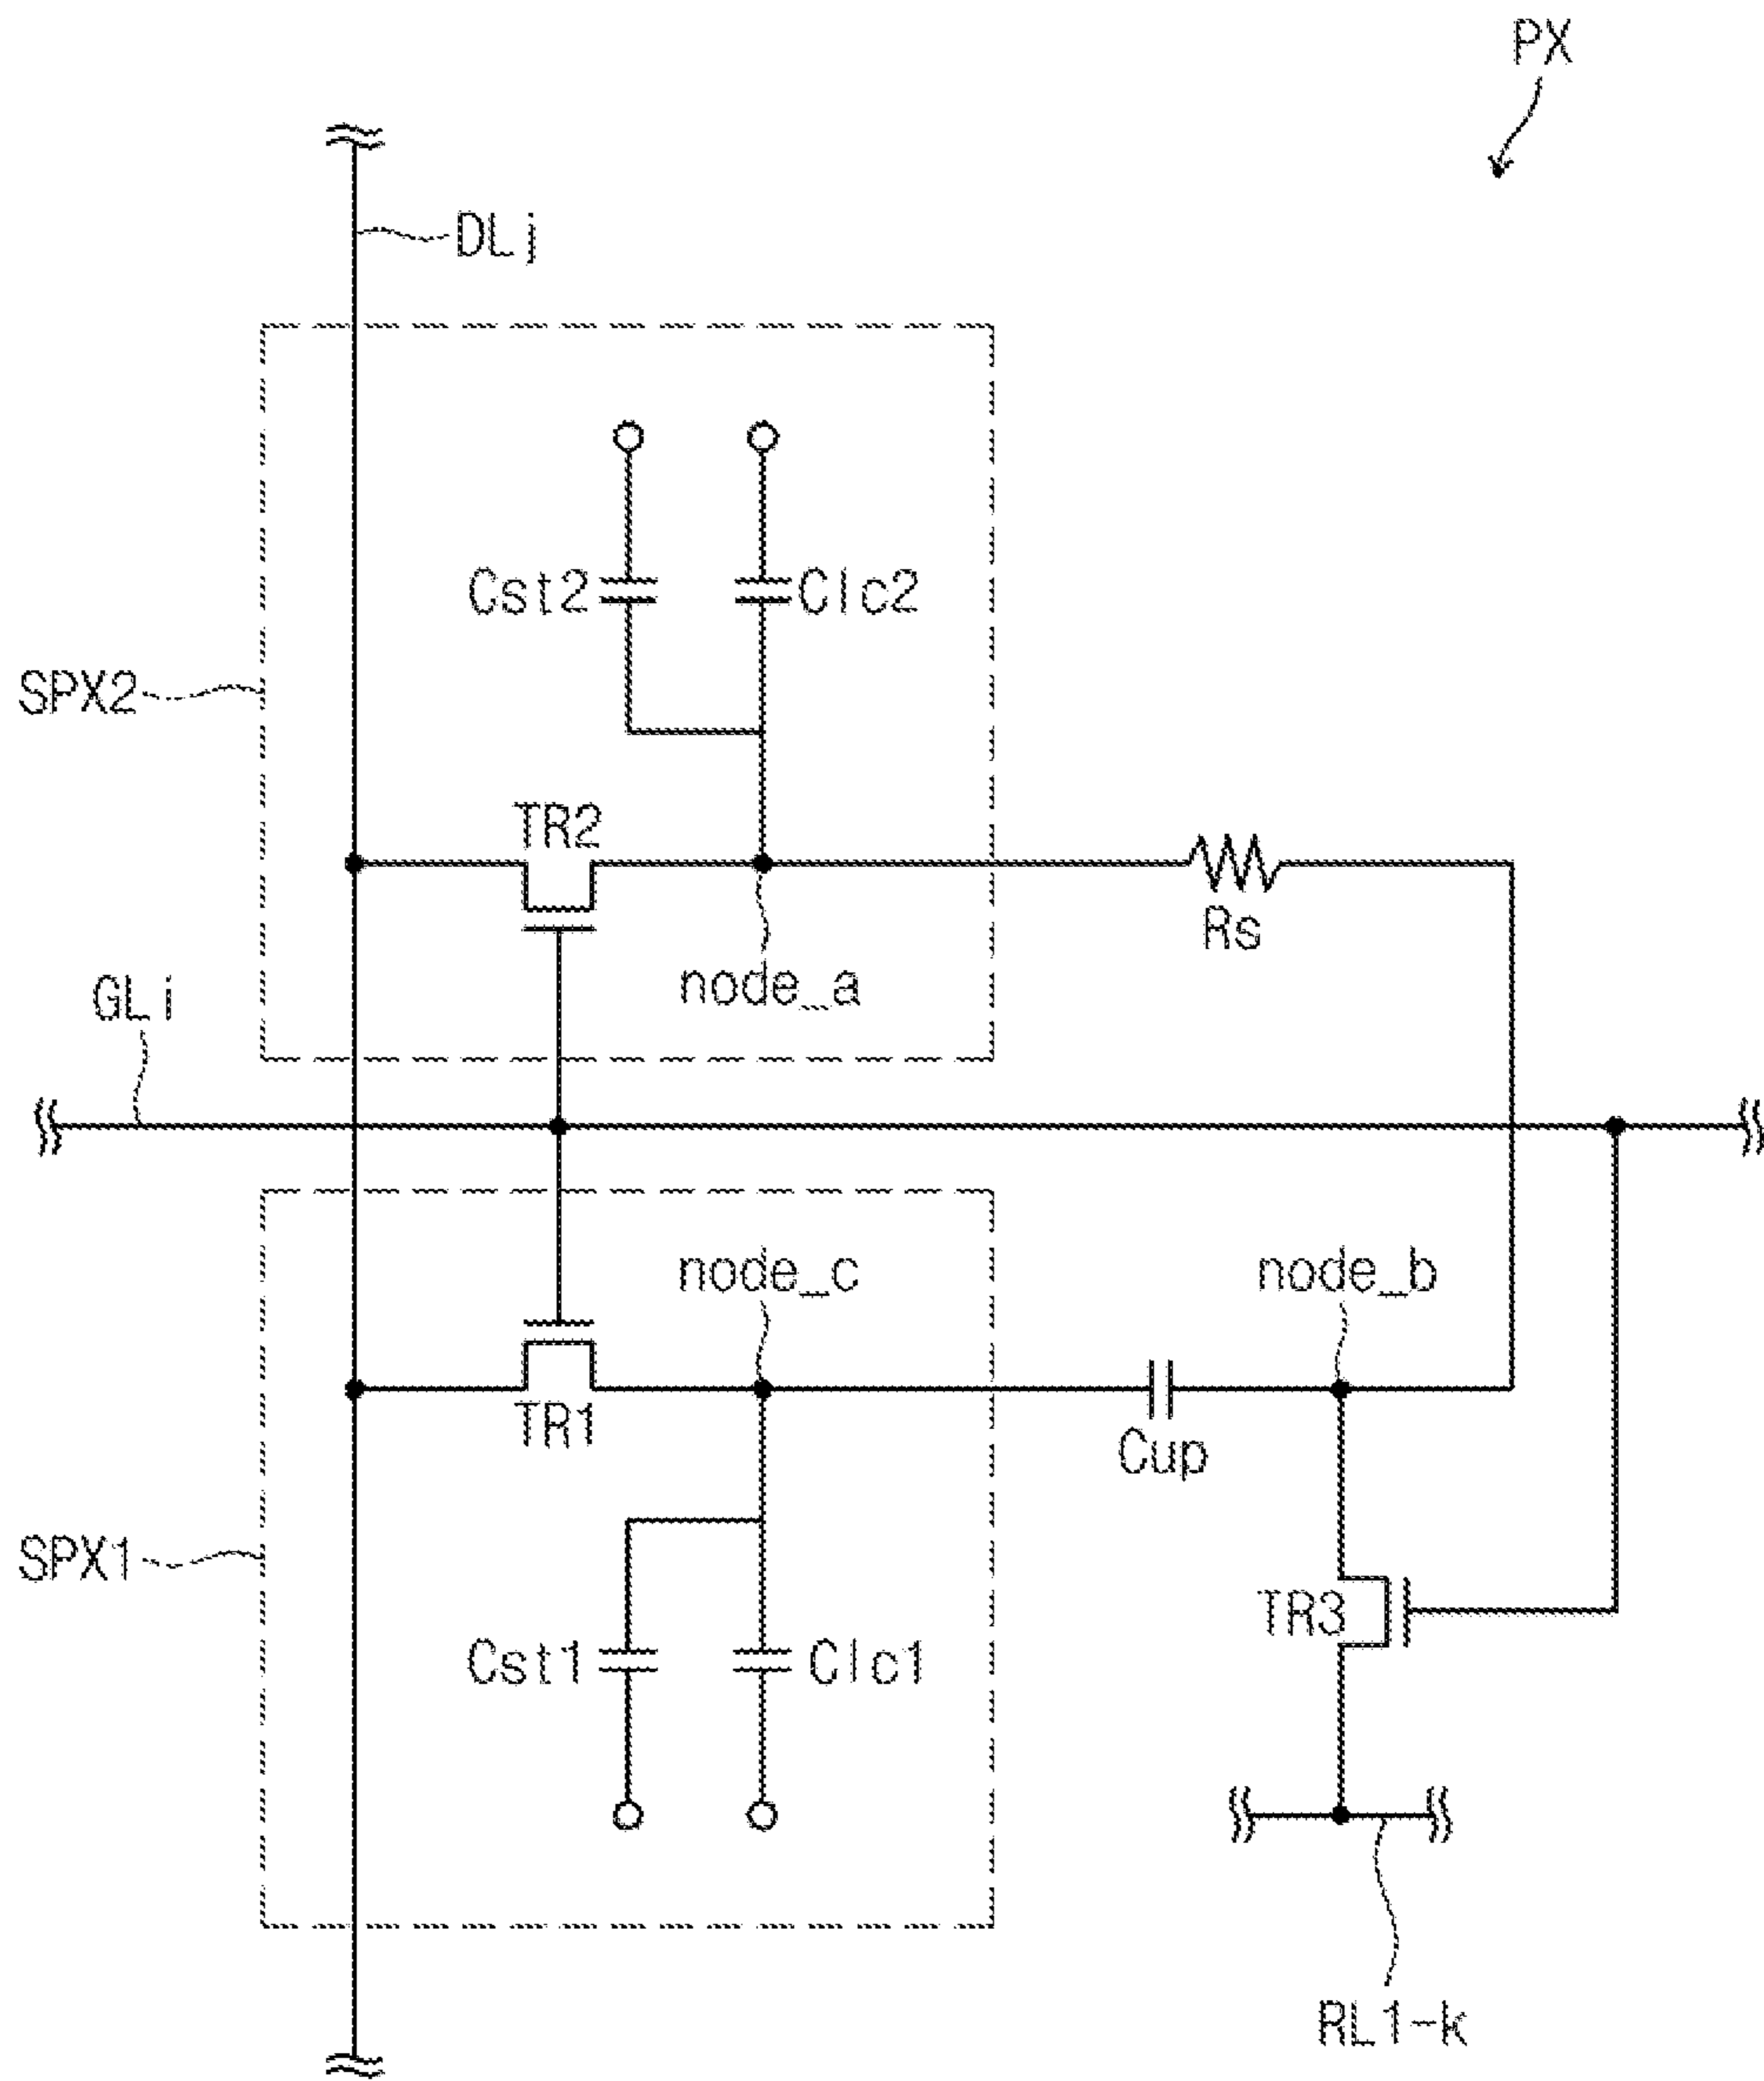 PX
DLj
Cst2
Clc2
SPX2
TR2
Rs
node_a
GLi
node_c
node_b
TR1
Cup
SPX1
TR3
Cst1
Clc1
RL1-k